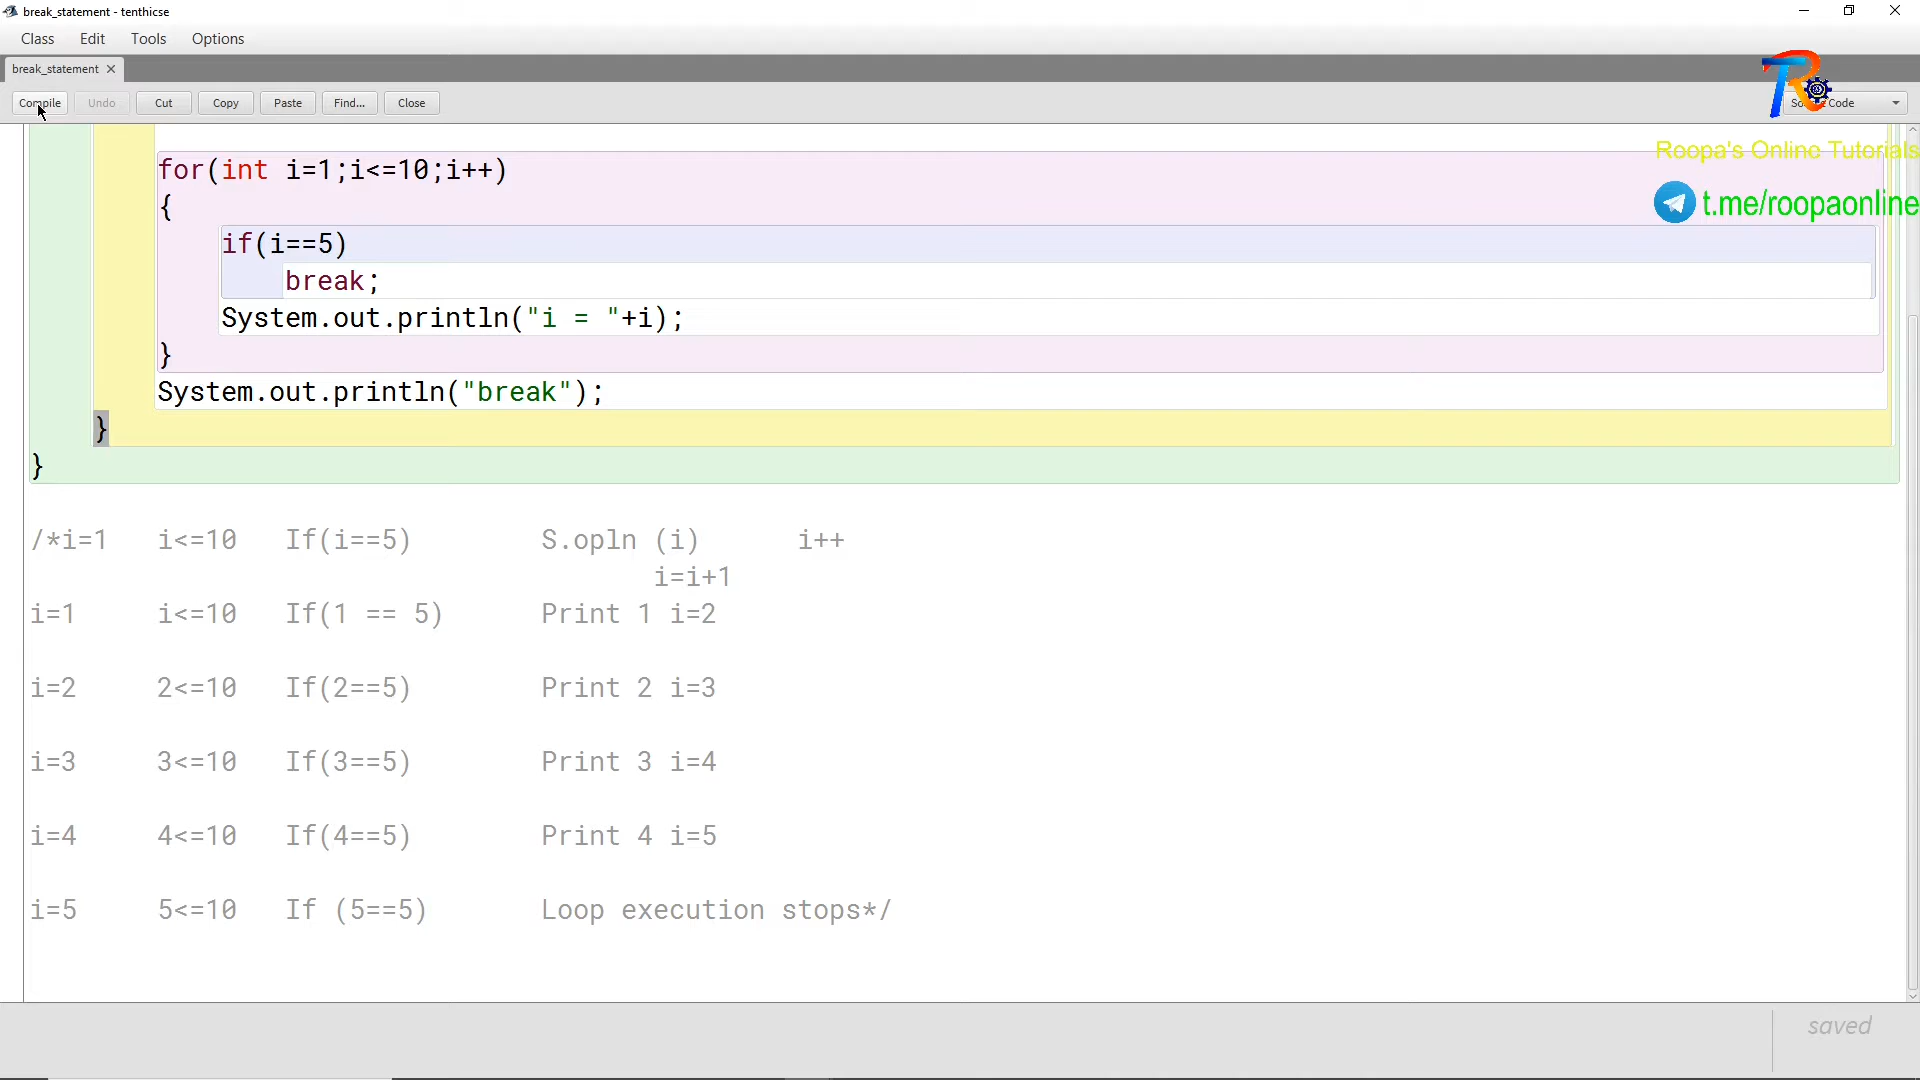 break_statement - tenthicse
Class Edit Tools Options
break_statement
Compile Undo Cut Copy Paste Find... Close Code
Roopa's Online Tutorials
t.me/roopaonline
for(int i=1;i<=10;i++)
{
if(i==5)
break;
System.out.println("i = "+i);
}
System.out.println("break");
}
}
/*i=1 i<=10 If(i==5) S.opln (i) i++
i=i+1
i=1 i<=10 If(1 == 5) Print 1 i=2
i=2 2<=10 If(2==5) Print 2 i=3
i=3 3<=10 If(3==5) Print 3 i=4
i=4 4<=10 If(4==5) Print 4 i=5
i=5 5<=10 If (5==5) Loop execution stops*/
saved